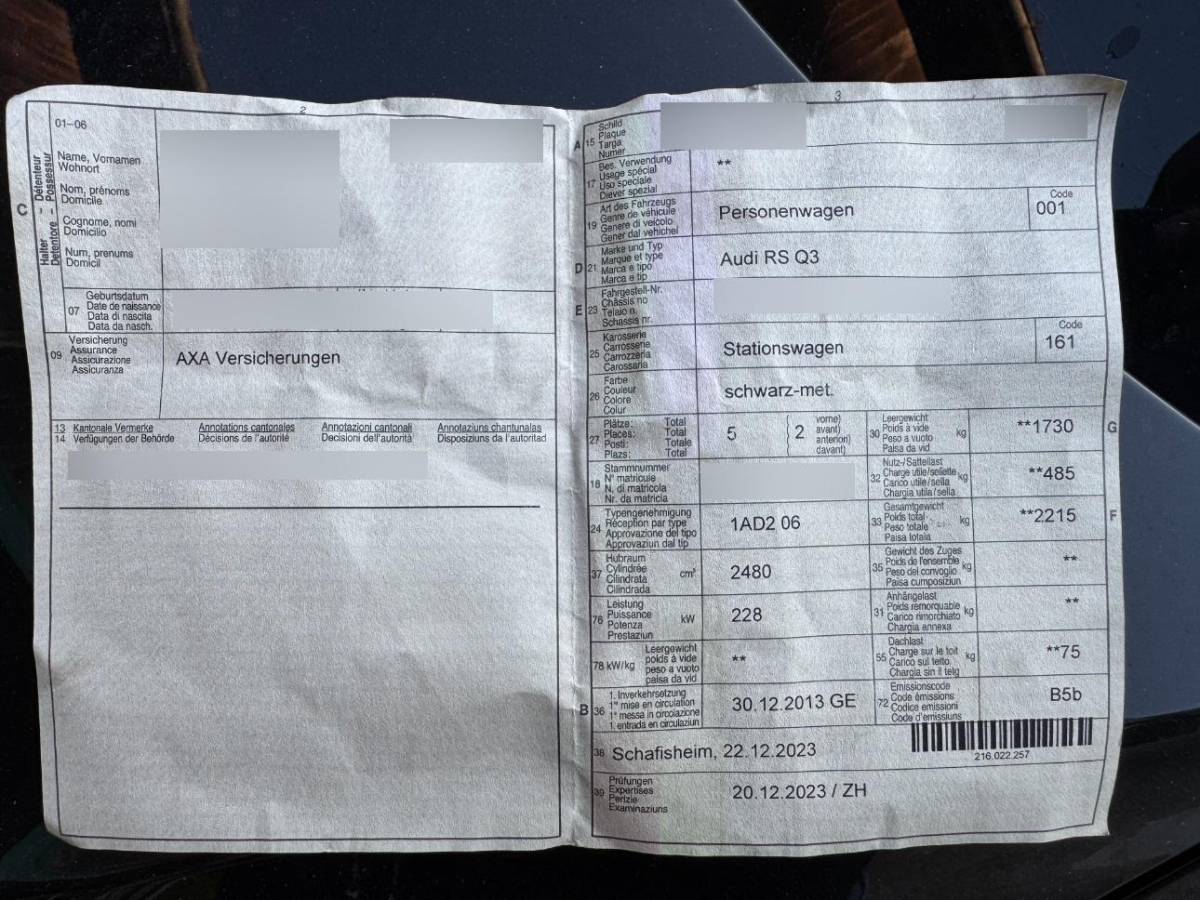 2
01-06
C
Halter - Détenteur
Detentore - Possessur
Name, Vornamen
Wohnort
Nom, prénoms
Domicile
Cognome, nomi
Domicilio
Num, prenums
Domicil
07
Geburtsdatum
Date de naissance
Data di nascita
Data da nasch.
09
Versicherung
Assurance
Assicurazione
Assicuranza
AXA Versicherungen
13 Kantonale Vermerke Annotations cantonales Annotazioni cantonali Annotaziuns chantunalas
14 Verfügungen der Behörde Décisions de l'autorité Decisioni dell'autorità Disposiziuns da l'autoritad
3
A 15
Schild
Plaque
Targa
Numer
17
Bes. Verwendung
Usage spécial
Uso speciale
Diever spezial
**
19
Art des Fahrzeugs
Genre de véhicule
Genere di veicolo
Gener dal vehichel
Personenwagen
Code
001
D 21
Marke und Typ
Marque et type
Marca e tipo
Marca e tip
Audi RS Q3
E 23
Fahrgestell-Nr.
Châssis no
Telaio n.
Schassis nr.
25
Karosserie
Carrosserie
Carrozzeria
Carossaria
Stationswagen
Code
161
26
Farbe
Couleur
Colore
Colur
schwarz-met.
27
Plätze: Total
Places: Total
Posti: Totale
Plazs: Total
5
2
vorne)
avant)
anteriori)
davant)
30
Leergewicht
Poids à vide
Peso a vuoto
Paisa da vid
kg
**1730
G
18
Stammnummer
N° matricule
N. di matricola
Nr. da matricla
32
Nutz-/Sattellast
Charge utile/sellette
Carico utile/sella
Chargia utila/sella
kg
**485
24
Typengenehmigung
Réception par type
Approvazione del tipo
Approvaziun dal tip
1AD2 06
33
Gesamtgewicht
Poids total
Peso totale
Paisa totala
kg
**2215
F
37
Hubraum
Cylindrée
Cilindrata
Cilindrada
cm³
2480
35
Gewicht des Zuges
Poids de l'ensemble
Peso del convoglio
Paisa cumposiziun
kg
**
76
Leistung
Puissance
Potenza
Prestaziun
kW
228
31
Anhängelast
Poids remorquable
Carico rimorchiato
Chargia annexa
kg
**
78 kW/kg
Leergewicht
poids à vide
peso a vuoto
paisa da vid
**
55
Dachlast
Charge sur le toit
Carico sul tetto
Chargia sin il tetg
kg
**75
B 36
1. Inverkehrsetzung
1re mise en circulation
1a messa in circolazione
1. entrada en circulaziun
30.12.2013 GE
72
Emissionscode
Code émissions
Codice emissioni
Code d'emissiuns
B5b
38 Schafisheim, 22.12.2023
216.022.257
39
Prüfungen
Expertises
Perizie
Examinaziuns
20.12.2023 / ZH